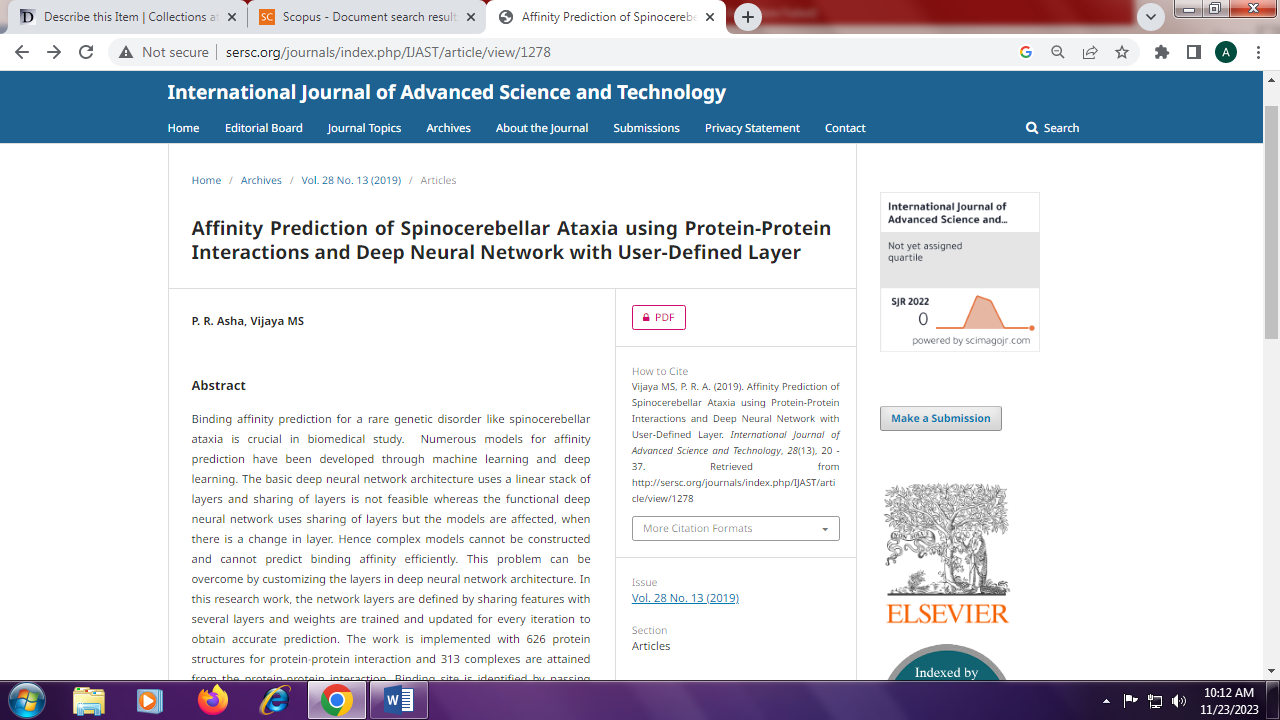 Describe this Item | Collections at
SC Scopus - Document search result
Affinity Prediction of Spinocerebe
Not secure | sersc.org/journals/index.php/IJAST/article/view/1278
A
International Journal of Advanced Science and Technology
Home Editorial Board Journal Topics Archives About the Journal Submissions Privacy Statement Contact Search
Home / Archives / Vol. 28 No. 13 (2019) / Articles
Affinity Prediction of Spinocerebellar Ataxia using Protein-Protein
Interactions and Deep Neural Network with User-Defined Layer
P. R. Asha, Vijaya MS
Abstract
Binding affinity prediction for a rare genetic disorder like spinocerebellar
ataxia is crucial in biomedical study. Numerous models for affinity
prediction have been developed through machine learning and deep
learning. The basic deep neural network architecture uses a linear stack of
layers and sharing of layers is not feasible whereas the functional deep
neural network uses sharing of layers but the models are affected, when
there is a change in layer. Hence complex models cannot be constructed
and cannot predict binding affinity efficiently. This problem can be
overcome by customizing the layers in deep neural network architecture. In
this research work, the network layers are defined by sharing features with
several layers and weights are trained and updated for every iteration to
obtain accurate prediction. The work is implemented with 626 protein
structures for protein-protein interaction and 313 complexes are attained
from the protein-protein interaction. Binding site is identified by passing
PDF
How to Cite
Vijaya MS, P. R. A. (2019). Affinity Prediction of
Spinocerebellar Ataxia using Protein-Protein
Interactions and Deep Neural Network with
User-Defined Layer. International Journal of
Advanced Science and Technology, 28(13), 20 -
37. Retrieved from
http://sersc.org/journals/index.php/IJAST/arti
cle/view/1278
More Citation Formats
Issue
Vol. 28 No. 13 (2019)
Section
Articles
International Journal of
Advanced Science and...
Not yet assigned
quartile
SJR 2022
0
powered by scimagojr.com
Make a Submission
ELSEVIER
Indexed by
10:12 AM
11/23/2023